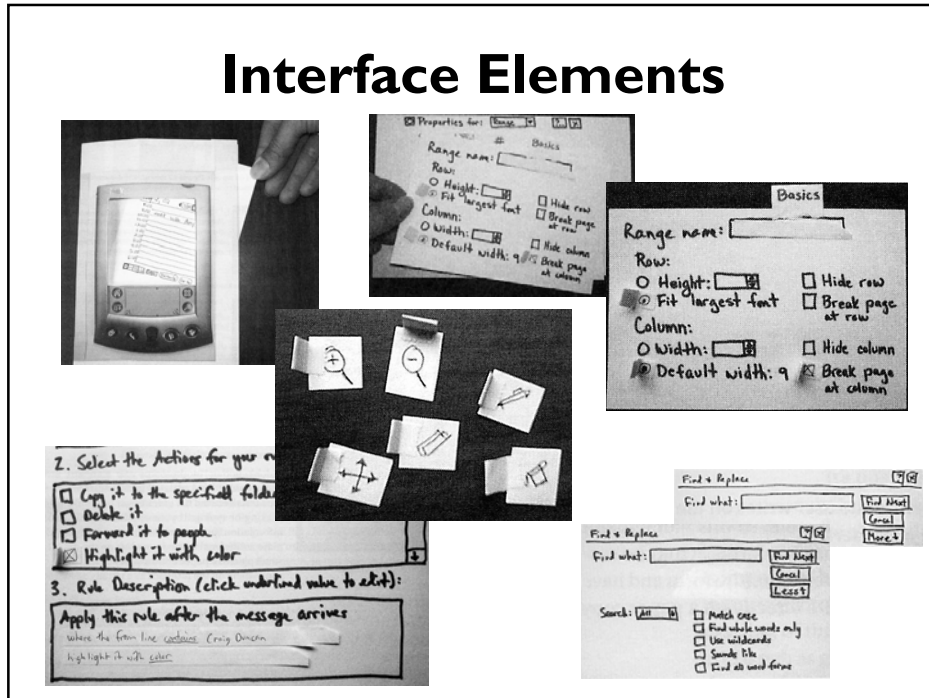 Interface Elements
Properties for: Range
Basics
Range name:
Row:
Height:
Fit largest font
Hide row
Break page
at row
Column:
Width:
Default width: 9
Hide column
Break page
at column
Basics
Range name:
Row:
Height:
Hide row
Fit largest font
Break page
at row
Column:
Width:
Hide column
Default width: 9
Break page
at column
2. Select the Actions for your
Copy it to the specified
Delete it
Forward it to people
Highlight it with color
3. Rule Description (click underlined value to edit):
Apply this rule after the message arrives
where the from line contains Craig Duncan
highlight it with color
Find & Replace ? X
Find what: Find Next
Cancel
More ↓
Find & Replace ? X
Find what: Find Next
Cancel
Less ↑
Search: All
Match case
Find whole words only
Use wildcards
Sounds like
Find all word forms